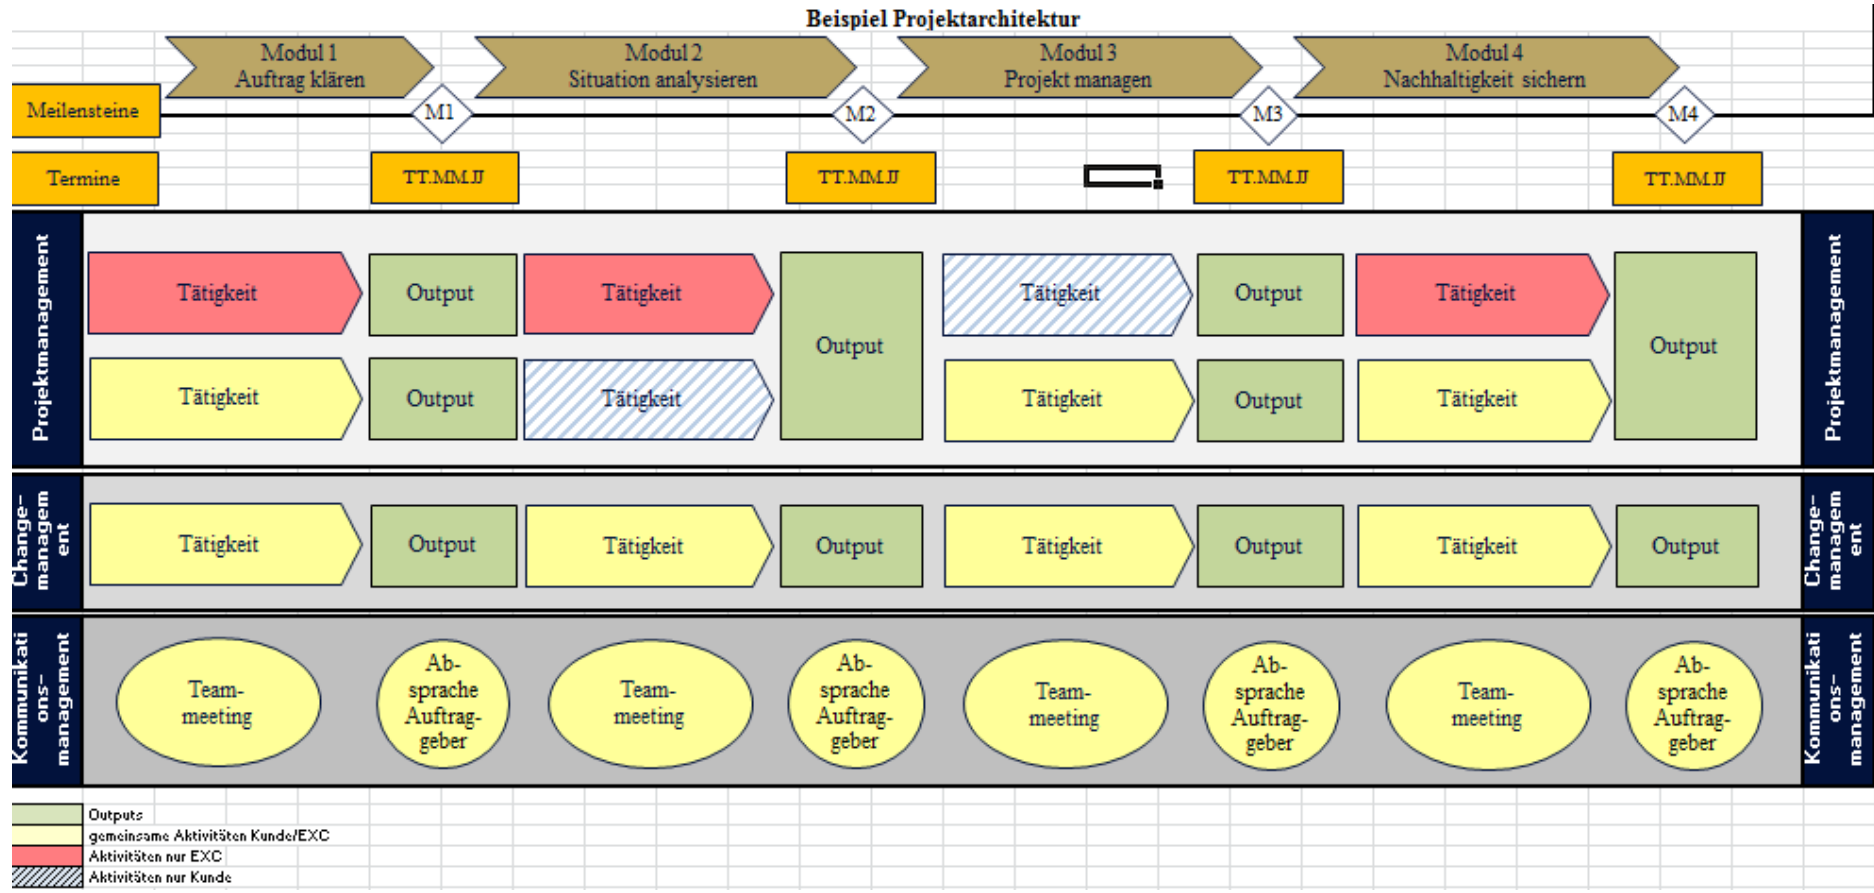 Beispiel Projektarchitektur
Modul 1
Auftrag klären
Modul 2
Situation analysieren
Modul 3
Projekt managen
Modul 4
Nachhaltigkeit sichern
Meilensteine
M1
M2
M3
M4
Termine
TT.MM.JJ
TT.MM.JJ
TT.MM.JJ
TT.MM.JJ
Projektmanagement
Tätigkeit
Output
Tätigkeit
Output
Tätigkeit
Output
Tätigkeit
Output
Projektmanagement
Tätigkeit
Output
Tätigkeit
Tätigkeit
Output
Tätigkeit
Change-
managem
ent
Tätigkeit
Output
Tätigkeit
Output
Tätigkeit
Output
Tätigkeit
Output
Change-
managem
ent
Kommunikati
ons-
management
Team-
meeting
Ab-
sprache
Auftrag-
geber
Team-
meeting
Ab-
sprache
Auftrag-
geber
Team-
meeting
Ab-
sprache
Auftrag-
geber
Team-
meeting
Ab-
sprache
Auftrag-
geber
Kommunikati
ons-
management
Outputs
gemeinsame Aktivitäten Kunde/EXC
Aktivitäten nur EXC
Aktivitäten nur Kunde